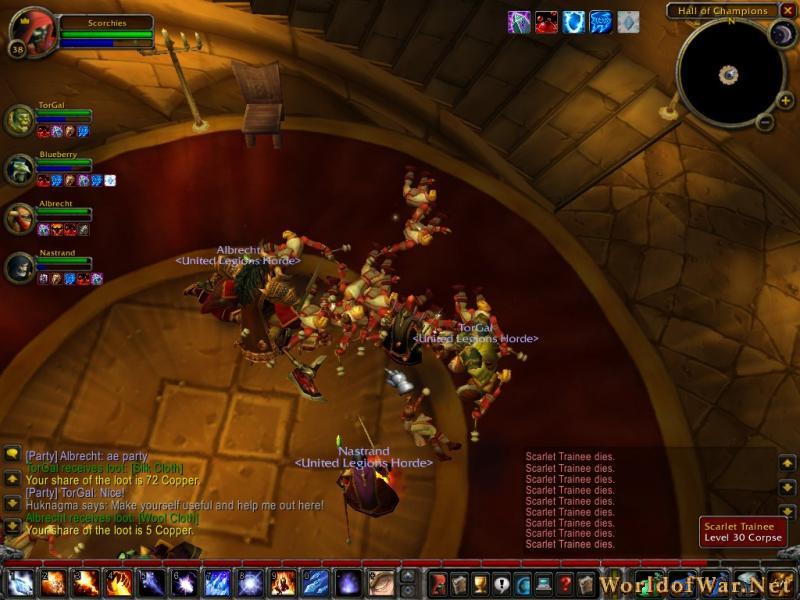 Scorchies
38
Hall of Champions
N
TorGal
Blueberry
Albrecht
Nastrand
Albrecht
<United Legions Horde>
TorGal
<United Legions Horde>
Nastrand
<United Legions Horde>
[Party] Albrecht: ae party
TorGal receives loot: [Silk Cloth]
Your share of the loot is 72 Copper.
[Party] TorGal: Nice!
Huknagma says: Make yourself useful and help me out here!
Albrecht receives loot: [Wool Cloth]
Your share of the loot is 5 Copper.
Scarlet Trainee dies.
Scarlet Trainee dies.
Scarlet Trainee dies.
Scarlet Trainee dies.
Scarlet Trainee dies.
Scarlet Trainee dies.
Scarlet Trainee dies.
Scarlet Trainee dies.
Scarlet Trainee dies.
Scarlet Trainee
Level 30 Corpse
WorldofWar.Net